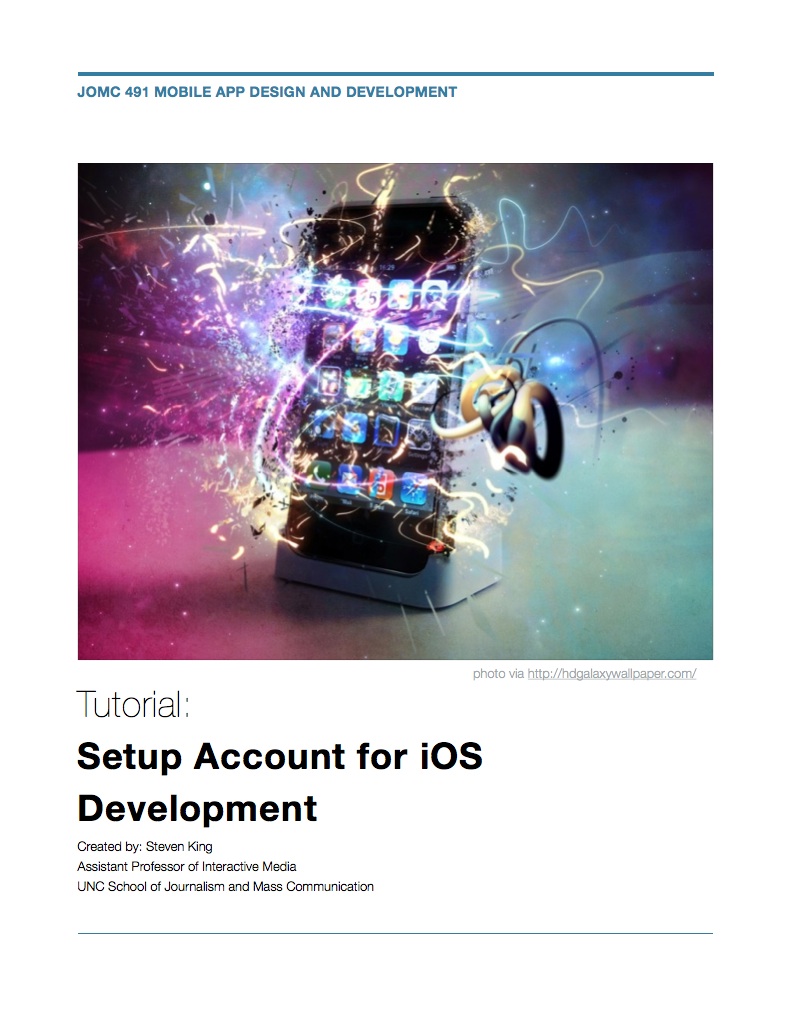 JOMC 491 MOBILE APP DESIGN AND DEVELOPMENT
photo via http://hdgalaxywallpaper.com/
Tutorial:
Setup Account for iOS
Development
Created by: Steven King
Assistant Professor of Interactive Media
UNC School of Journalism and Mass Communication